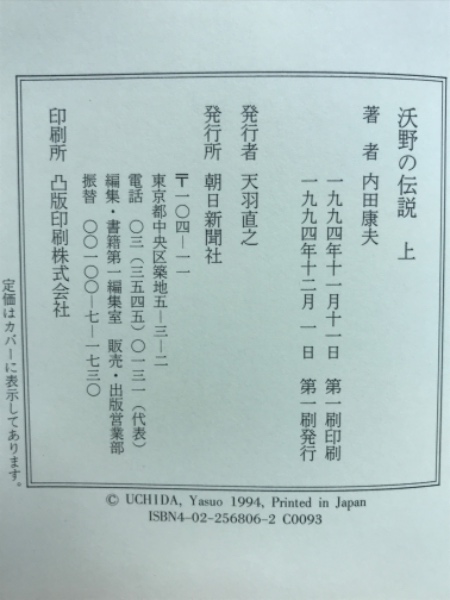 沃野の伝説 上
著者 内田康夫
一九九四年十一月十一日 第一刷印刷
一九九四年十二月一日 第一刷発行
発行者 天羽直之
発行所 朝日新聞社
〒一〇四―一一
東京都中央区築地五―三―二
電話 〇三(三五四五)〇一三一(代表)
編集・書籍第一編集室 販売・出版営業部
振替 〇〇一〇〇―七―一七三〇
印刷所 凸版印刷株式会社
定価はカバーに表示してあります。
© UCHIDA, Yasuo 1994, Printed in Japan
ISBN4-02-256806-2 C0093